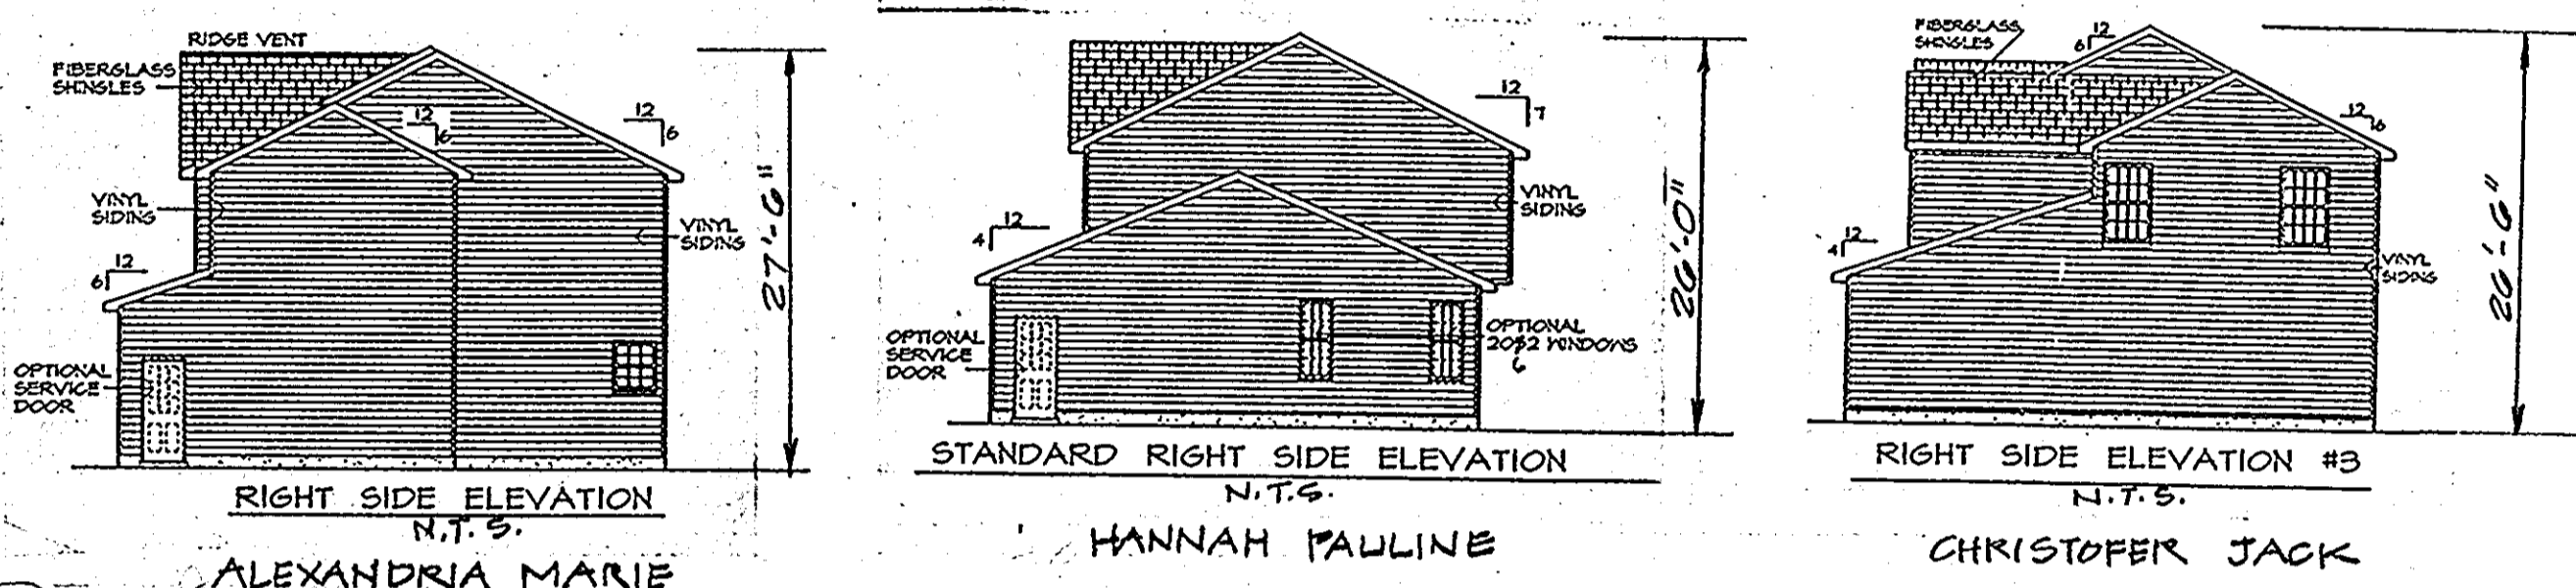 RIDGE VENT
FIBERGLASS
SHINGLES
12
6
12
6
VINYL
SIDING
VINYL
SIDING
12
6
OPTIONAL
SERVICE
DOOR
27'-6"
RIGHT SIDE ELEVATION
N.T.S.
ALEXANDRIA MARIE
12
7
VINYL
SIDING
12
4
OPTIONAL
SERVICE
DOOR
OPTIONAL
WINDOWS
6
26'-0"
STANDARD RIGHT SIDE ELEVATION
N.T.S.
HANNAH PAULINE
FIBERGLASS
SHINGLES
12
6
12
6
12
4
VINYL
SIDING
26'-6"
RIGHT SIDE ELEVATION #3
N.T.S.
CHRISTOFER JACK